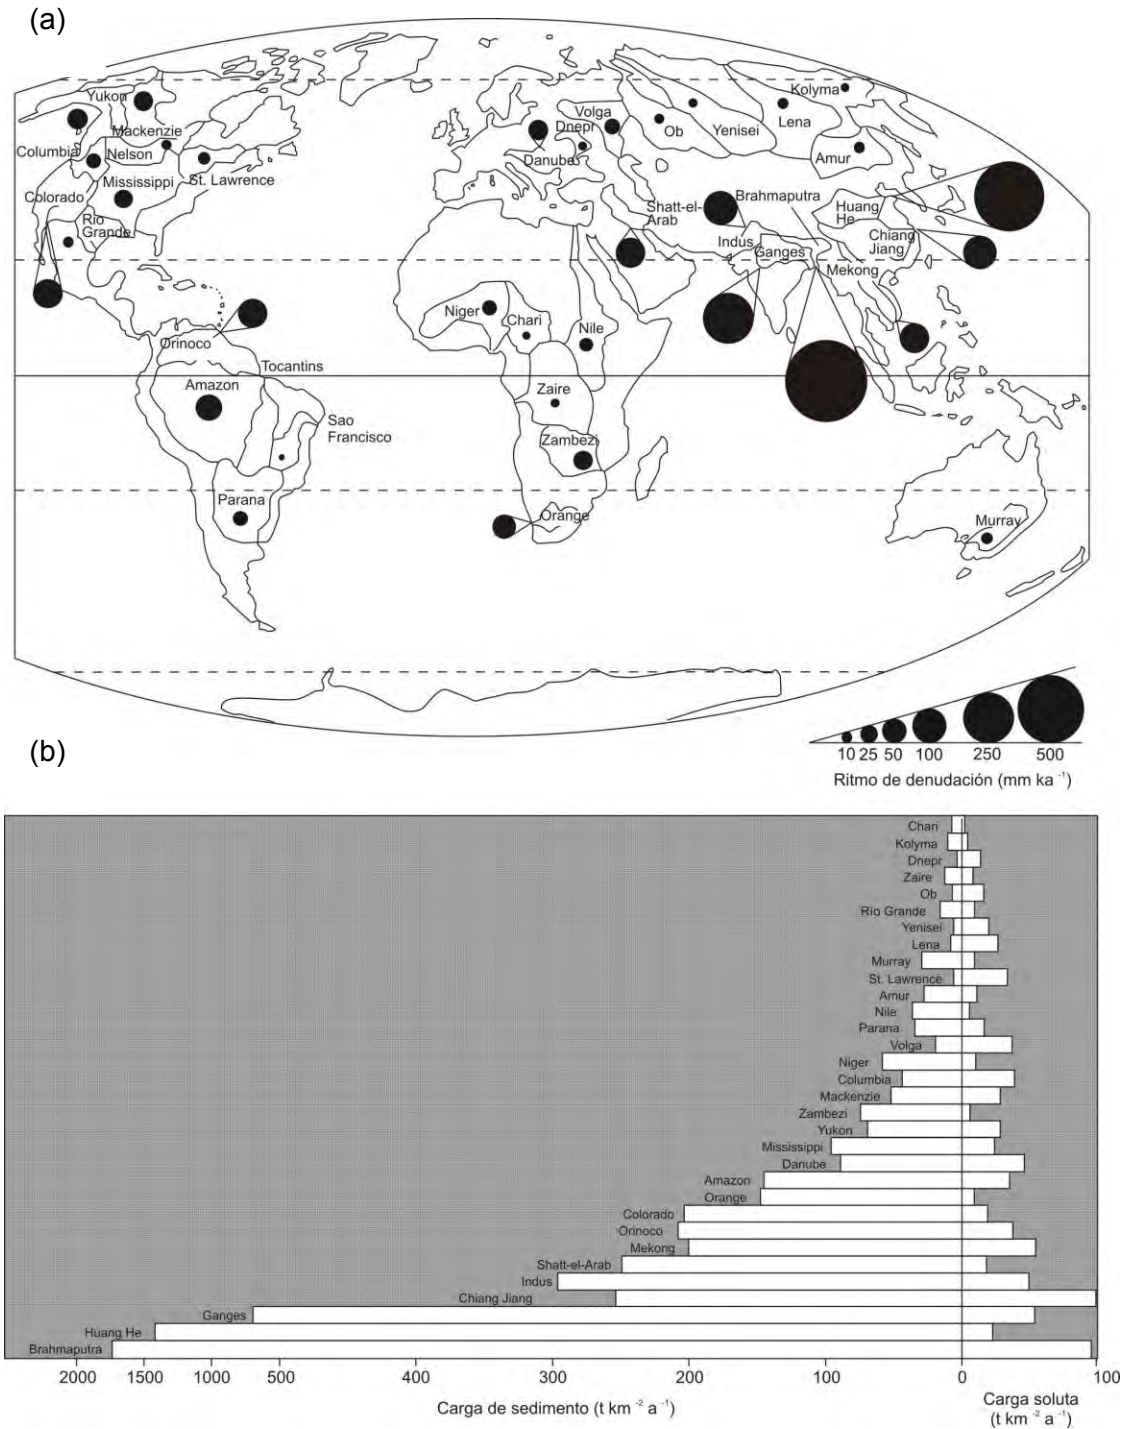 (a)
Yukon
Mackenzie
Columbia
Nelson
St. Lawrence
Mississippi
Colorado
Rio
Grande
Orinoco
Tocantins
Amazon
Sao
Francisco
Parana
Volga
Dnepr
Danube
Ob
Yenisei
Kolyma
Lena
Amur
Shatt-el-
Arab
Brahmaputra
Huang
He
Indus
Ganges
Chiang
Jiang
Mekong
Niger
Chari
Nile
Zaire
Zambezi
Orange
Murray
10 25 50 100 250 500
Ritmo de denudación (mm ka -1)
(b)
Chari
Kolyma
Dnepr
Zaire
Ob
Rio Grande
Yenisei
Lena
Murray
St. Lawrence
Amur
Nile
Parana
Volga
Niger
Columbia
Mackenzie
Zambezi
Yukon
Mississippi
Danube
Amazon
Orange
Colorado
Orinoco
Mekong
Shatt-el-Arab
Indus
Chiang Jiang
Ganges
Huang He
Brahmaputra
2000 1500 1000 500 300 200 100 0 100
Carga de sedimento (t km -2 a -1)
Carga soluta
(t km -2 a -1)